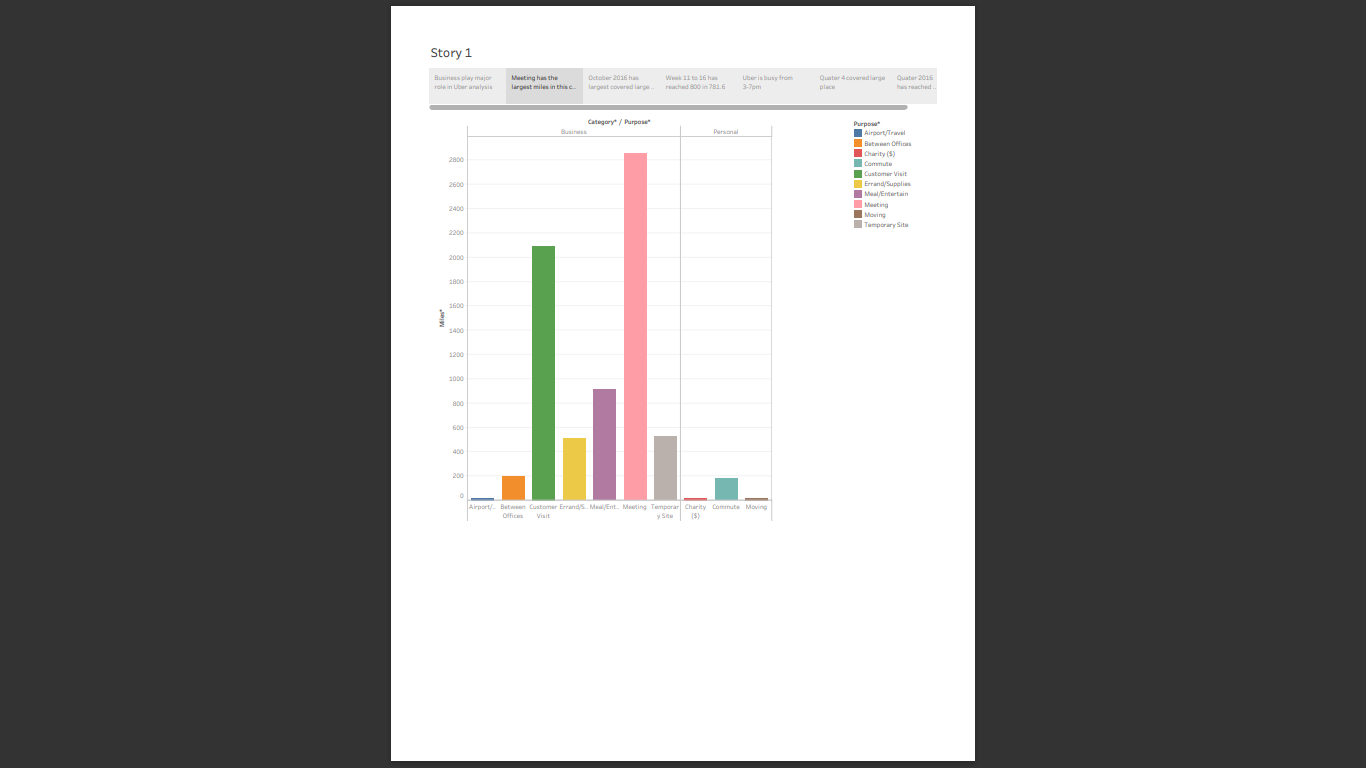 Story 1
Business play major
role in Uber analysis
Meeting has the
largest miles in this c..
October 2016 has
largest covered large ..
Week 11 to 16 has
reached 800 in 781.6
Uber is busy from
3-7pm
Quater 4 covered large
place
Quater 2016
has reached ..
Category* / Purpose*
Business
Personal
Miles*
2800
2600
2400
2200
2000
1800
1600
1400
1200
1000
800
600
400
200
0
Airport/..
Between
Offices
Customer
Visit
Errand/S..
Meal/Ent..
Meeting
Temporar
y Site
Charity
($)
Commute
Moving
Purpose*
Airport/Travel
Between Offices
Charity ($)
Commute
Customer Visit
Errand/Supplies
Meal/Entertain
Meeting
Moving
Temporary Site